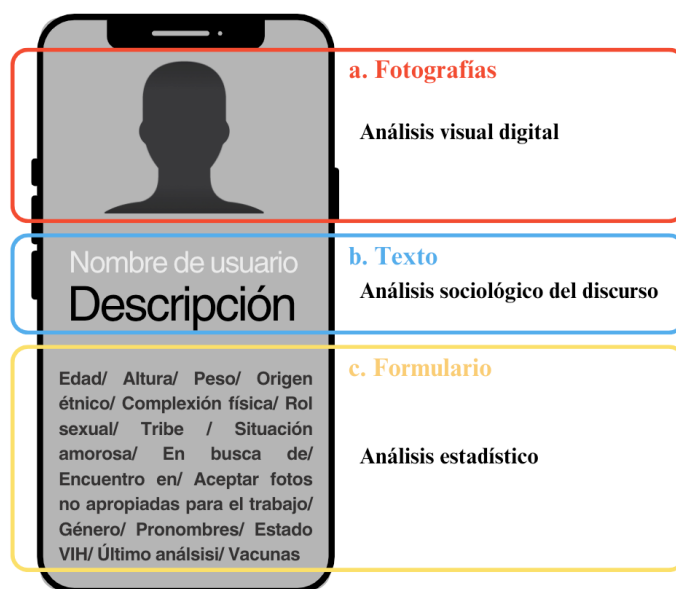 a. Fotografías
Análisis visual digital
Nombre de usuario
Descripción
b. Texto
Análisis sociológico del discurso
Edad/ Altura/ Peso/ Origen
étnico/ Complexión física/ Rol
sexual/ Tribe / Situación
amorosa/ En busca de/
Encuentro en/ Aceptar fotos
no apropiadas para el trabajo/
Género/ Pronombres/ Estado
VIH/ Último análsisi/ Vacunas
c. Formulario
Análisis estadístico